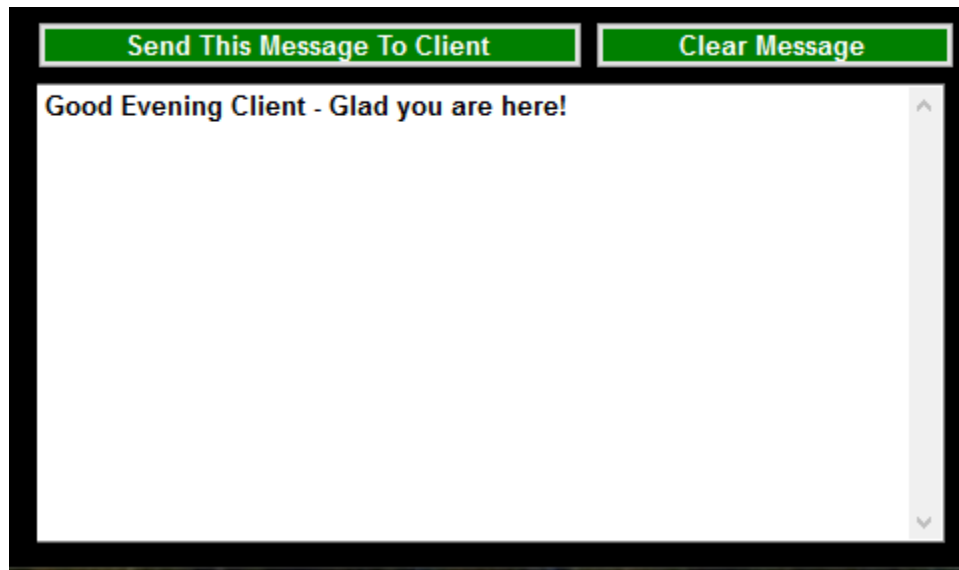 Send This Message To Client
Clear Message
Good Evening Client - Glad you are here!